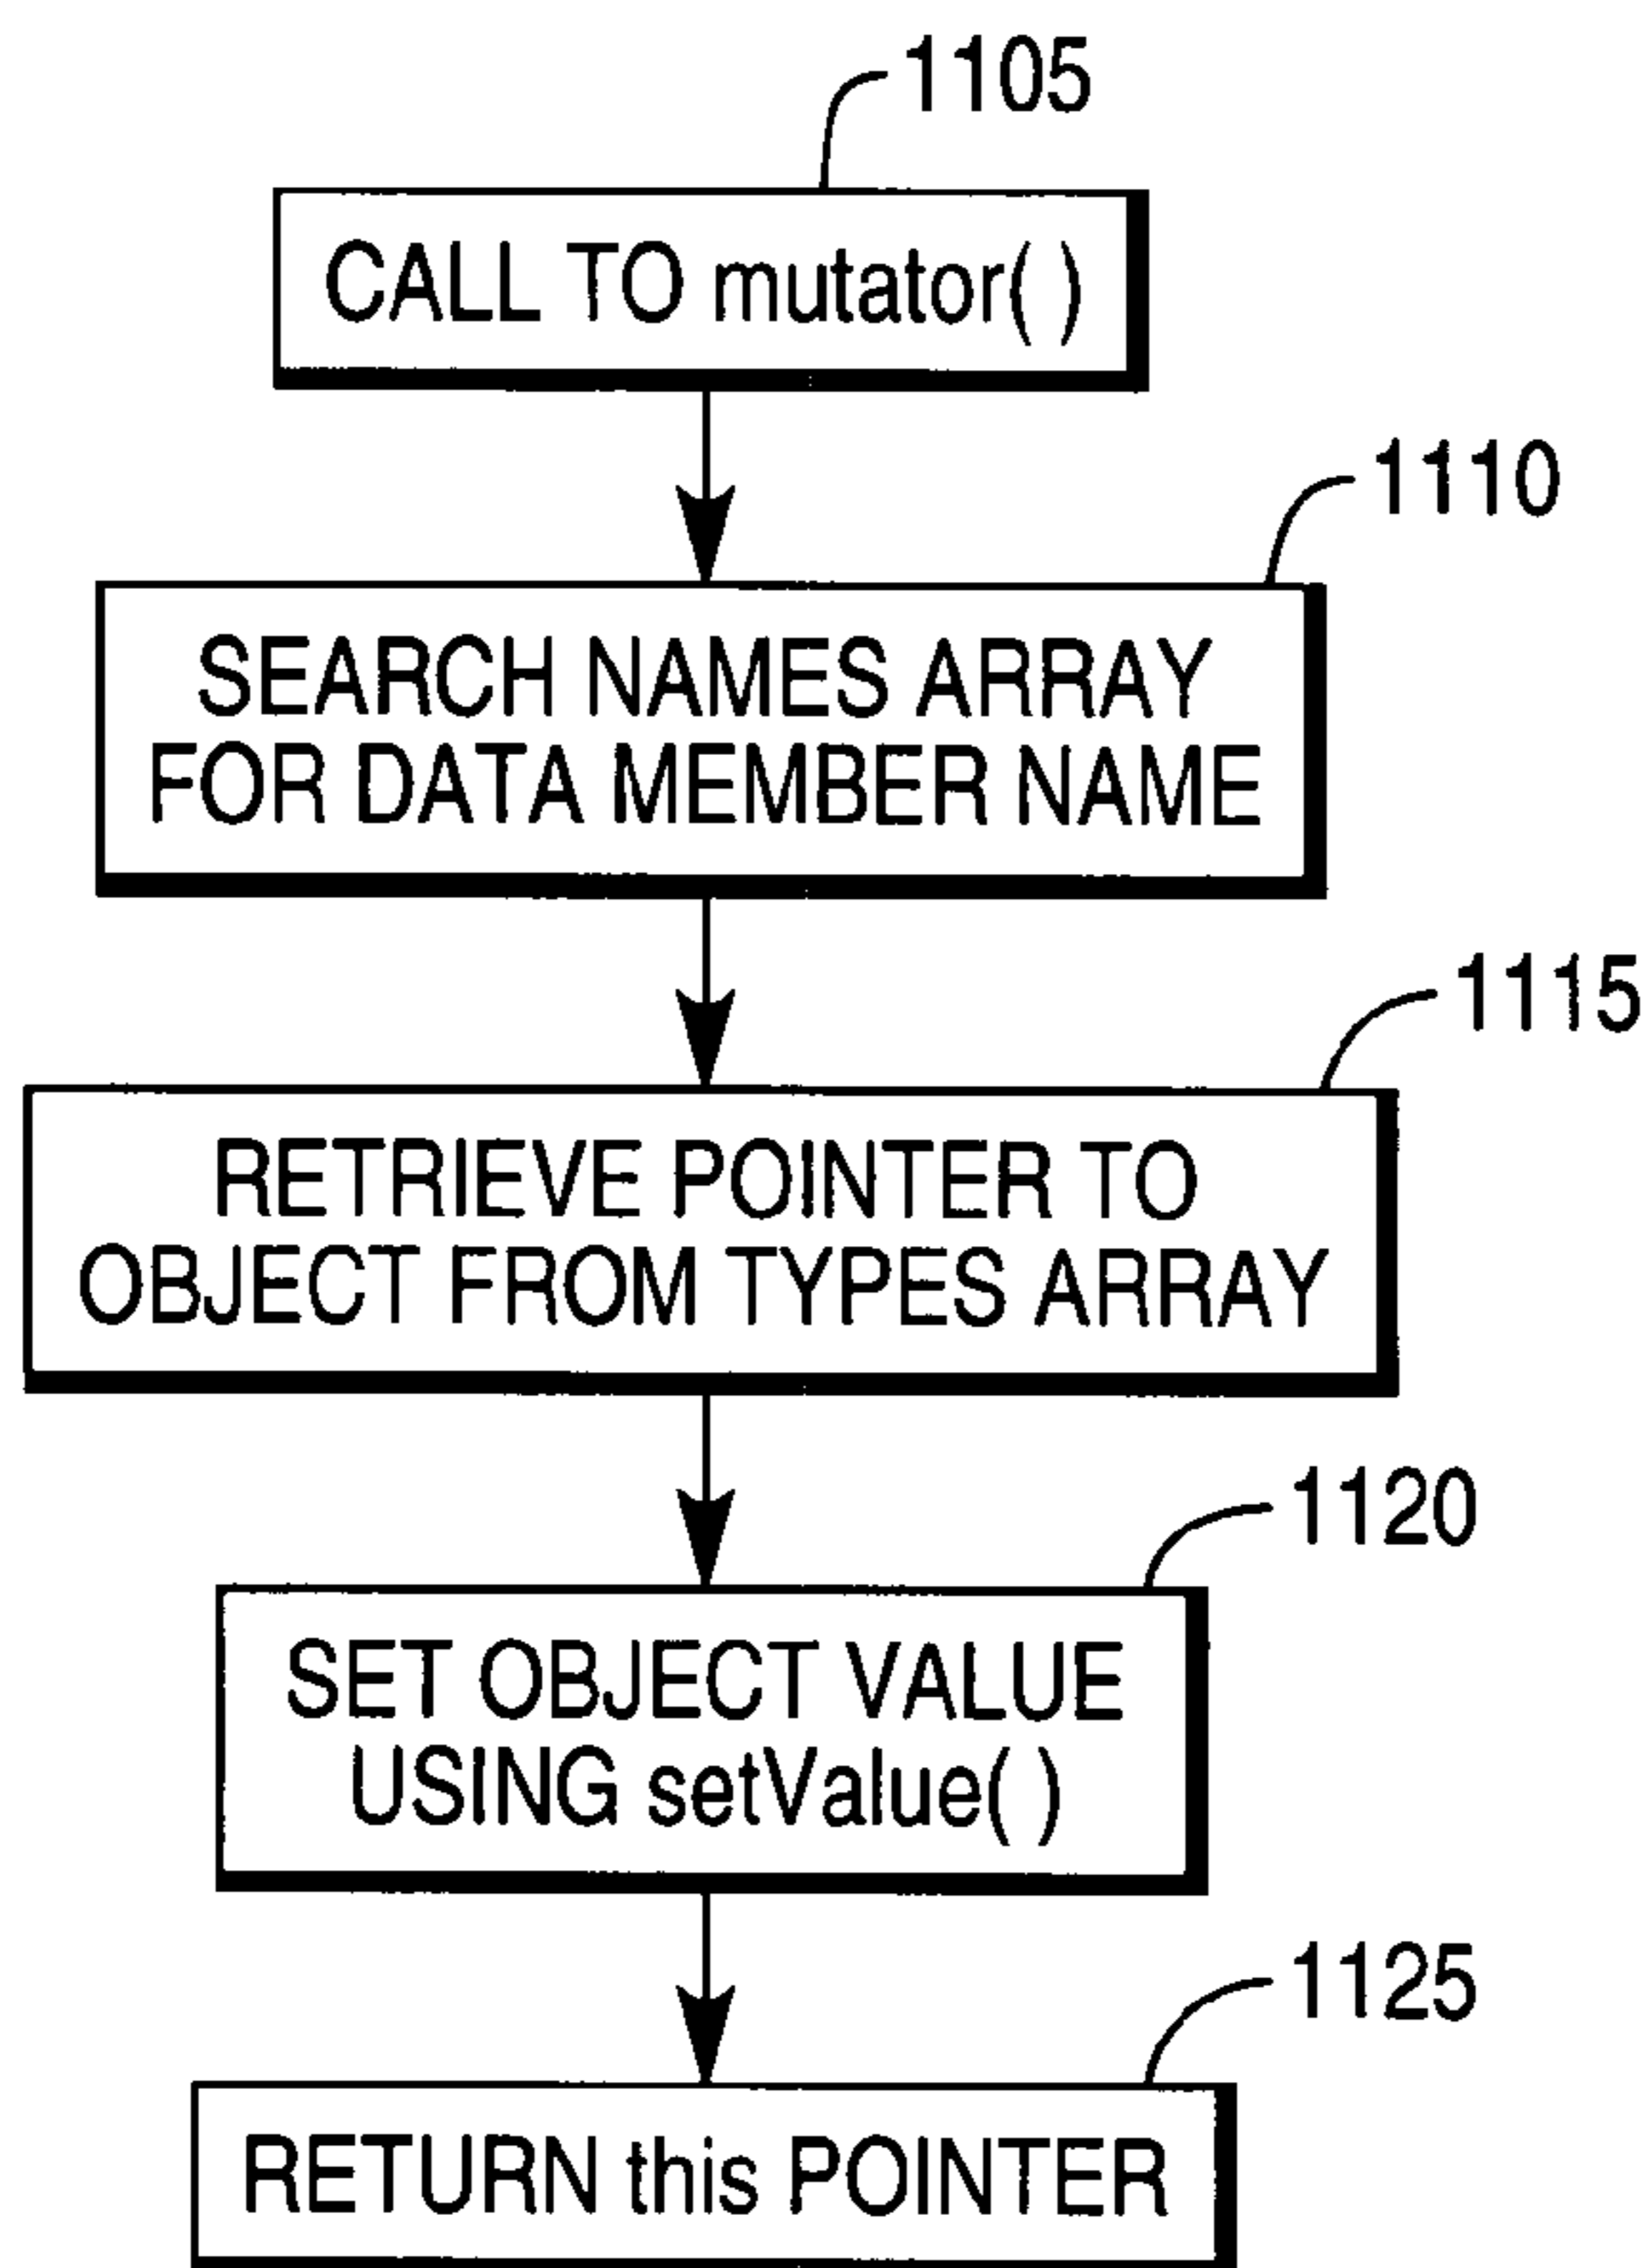 1105
CALL TO mutator( )
1110
SEARCH NAMES ARRAY
FOR DATA MEMBER NAME
1115
RETRIEVE POINTER TO
OBJECT FROM TYPES ARRAY
1120
SET OBJECT VALUE
USING setValue( )
1125
RETURN this POINTER